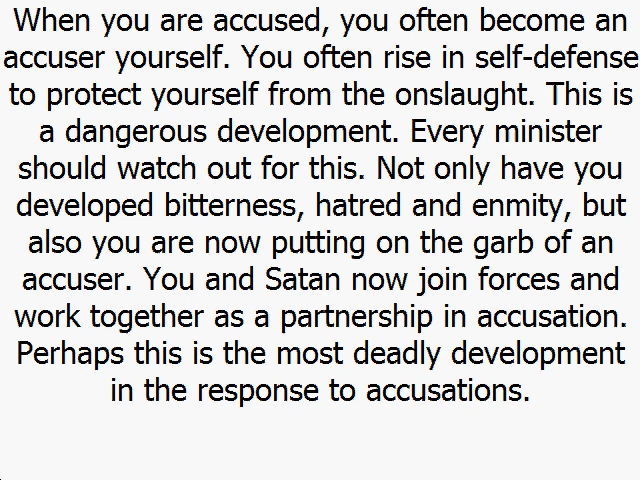 When you are accused, you often become an
accuser yourself. You often rise in self-defense
to protect yourself from the onslaught. This is
a dangerous development. Every minister
should watch out for this. Not only have you
developed bitterness, hatred and enmity, but
also you are now putting on the garb of an
accuser. You and Satan now join forces and
work together as a partnership in accusation.
Perhaps this is the most deadly development
in the response to accusations.